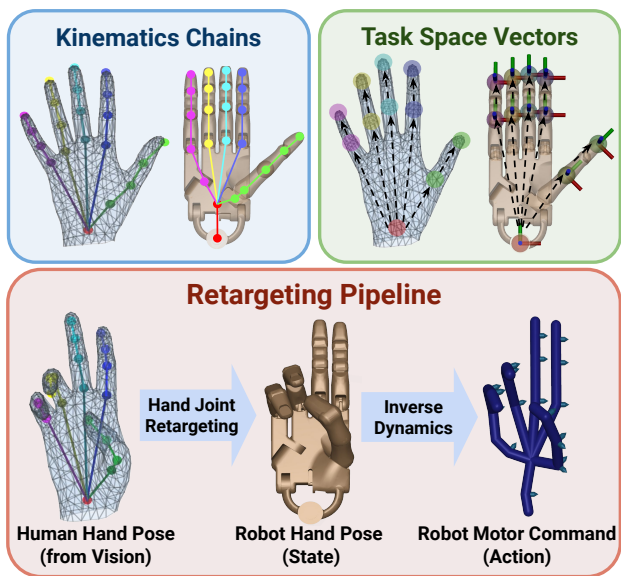 Kinematics Chains
Task Space Vectors
Retargeting Pipeline
Hand Joint
Retargeting
Inverse
Dynamics
Human Hand Pose
(from Vision)
Robot Hand Pose
(State)
Robot Motor Command
(Action)